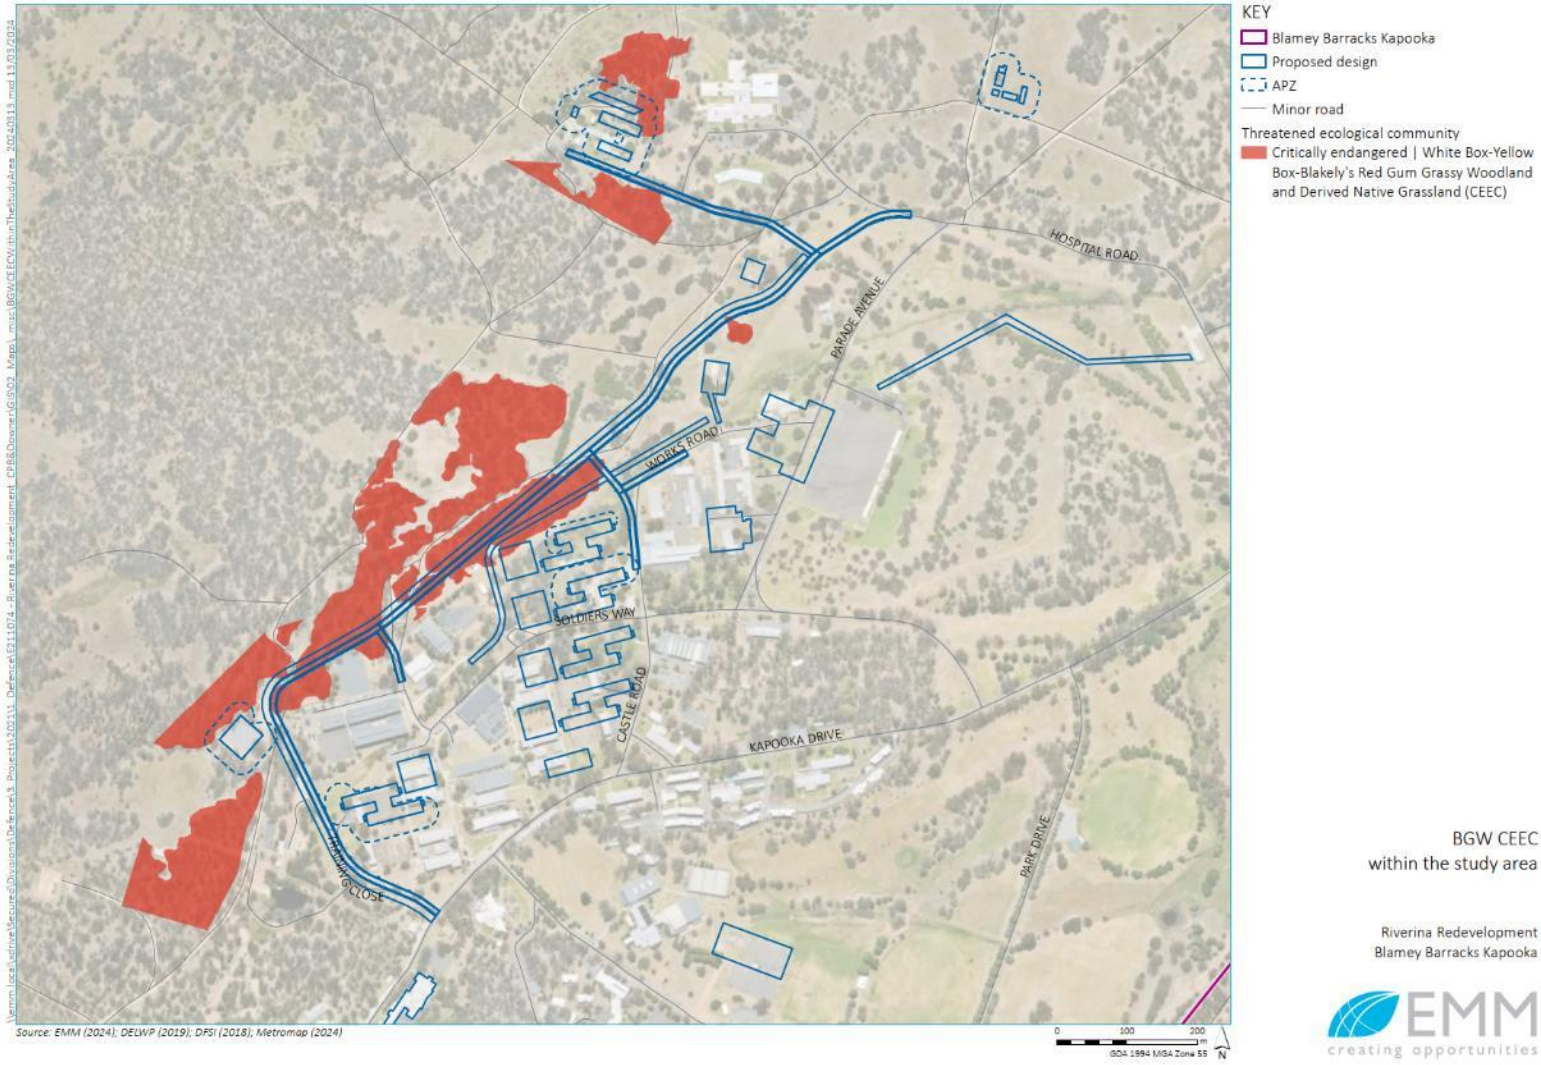 KEY
Blamey Barracks Kapooka
Proposed design
APZ
Minor road
Threatened ecological community
Critically endangered | White Box-Yellow
Box-Blakely's Red Gum Grassy Woodland
and Derived Native Grassland (CEEC)
HOSPITAL ROAD
PARADE AVENUE
WORKS ROAD
SOLDIERS WAY
CASTLE ROAD
KAPOOKA DRIVE
PARK DRIVE
TRAINING CLOSE
BGW CEEC
within the study area
Riverina Redevelopment
Blamey Barracks Kapooka
EMM
creating opportunities
Source: EMM (2024); DELWP (2019); DFSI (2018); Metromap (2024)
0 100 200
m
GDA 1994 MGA Zone 55
N